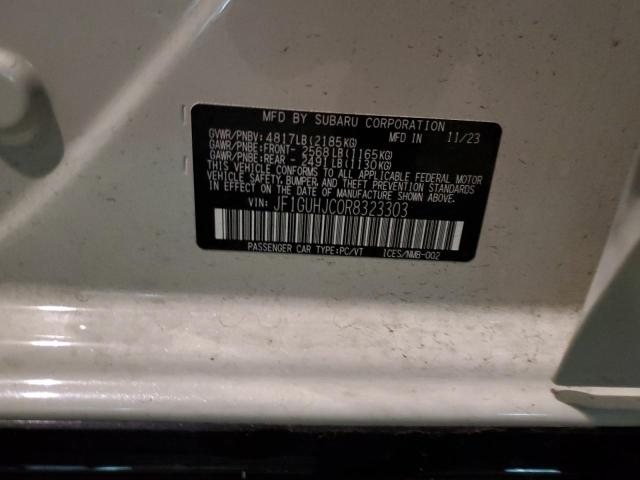 MFD BY SUBARU CORPORATION
GVWR/PNBV: 4817LB(2185KG) MFD IN 11/23
GAWR/PNBE:FRONT- 2568LB(1165KG)
GAWR/PNBE:REAR - 2491LB(1130KG)
THIS VEHICLE CONFORMS TO ALL APPLICABLE FEDERAL MOTOR
VEHICLE SAFETY, BUMPER, AND THEFT PREVENTION STANDARDS
IN EFFECT ON THE DATE OF MANUFACTURE SHOWN ABOVE.
VIN: JF1GUHJC0R8323303
PASSENGER CAR TYPE:PC/VT ICES/NMB-002